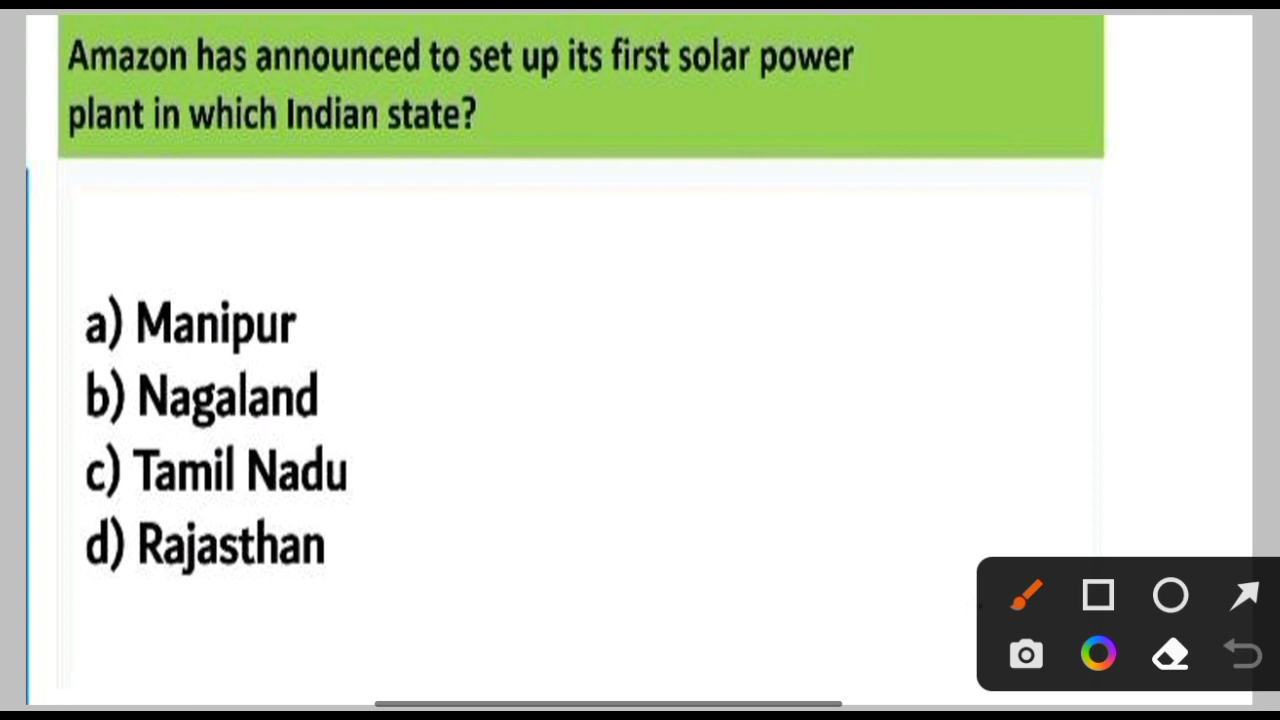 Amazon has announced to set up its first solar power
plant in which Indian state?
a) Manipur
b) Nagaland
c) Tamil Nadu
d) Rajasthan